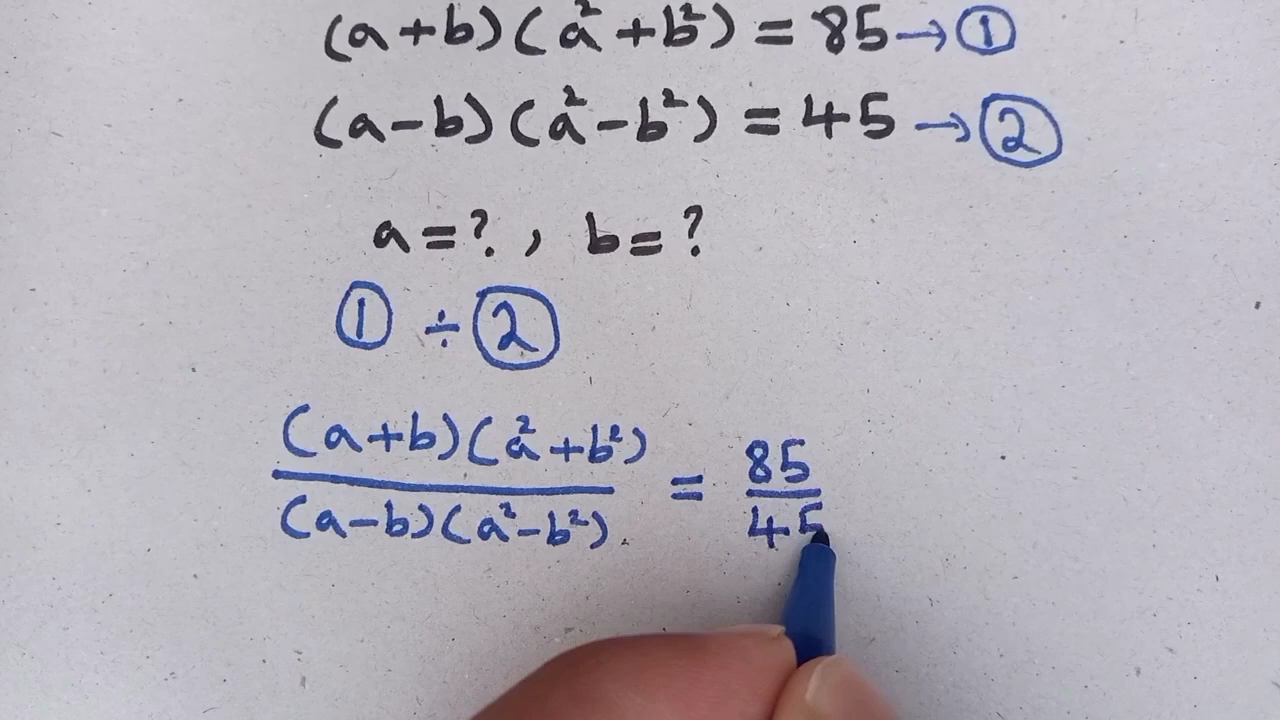 (a+b)(a²+b²) = 85 → ①
(a-b)(a²-b²) = 45 → ②
a=?, b=?
① ÷ ②
(a+b)(a²+b²) / (a-b)(a²-b²) = 85 / 45